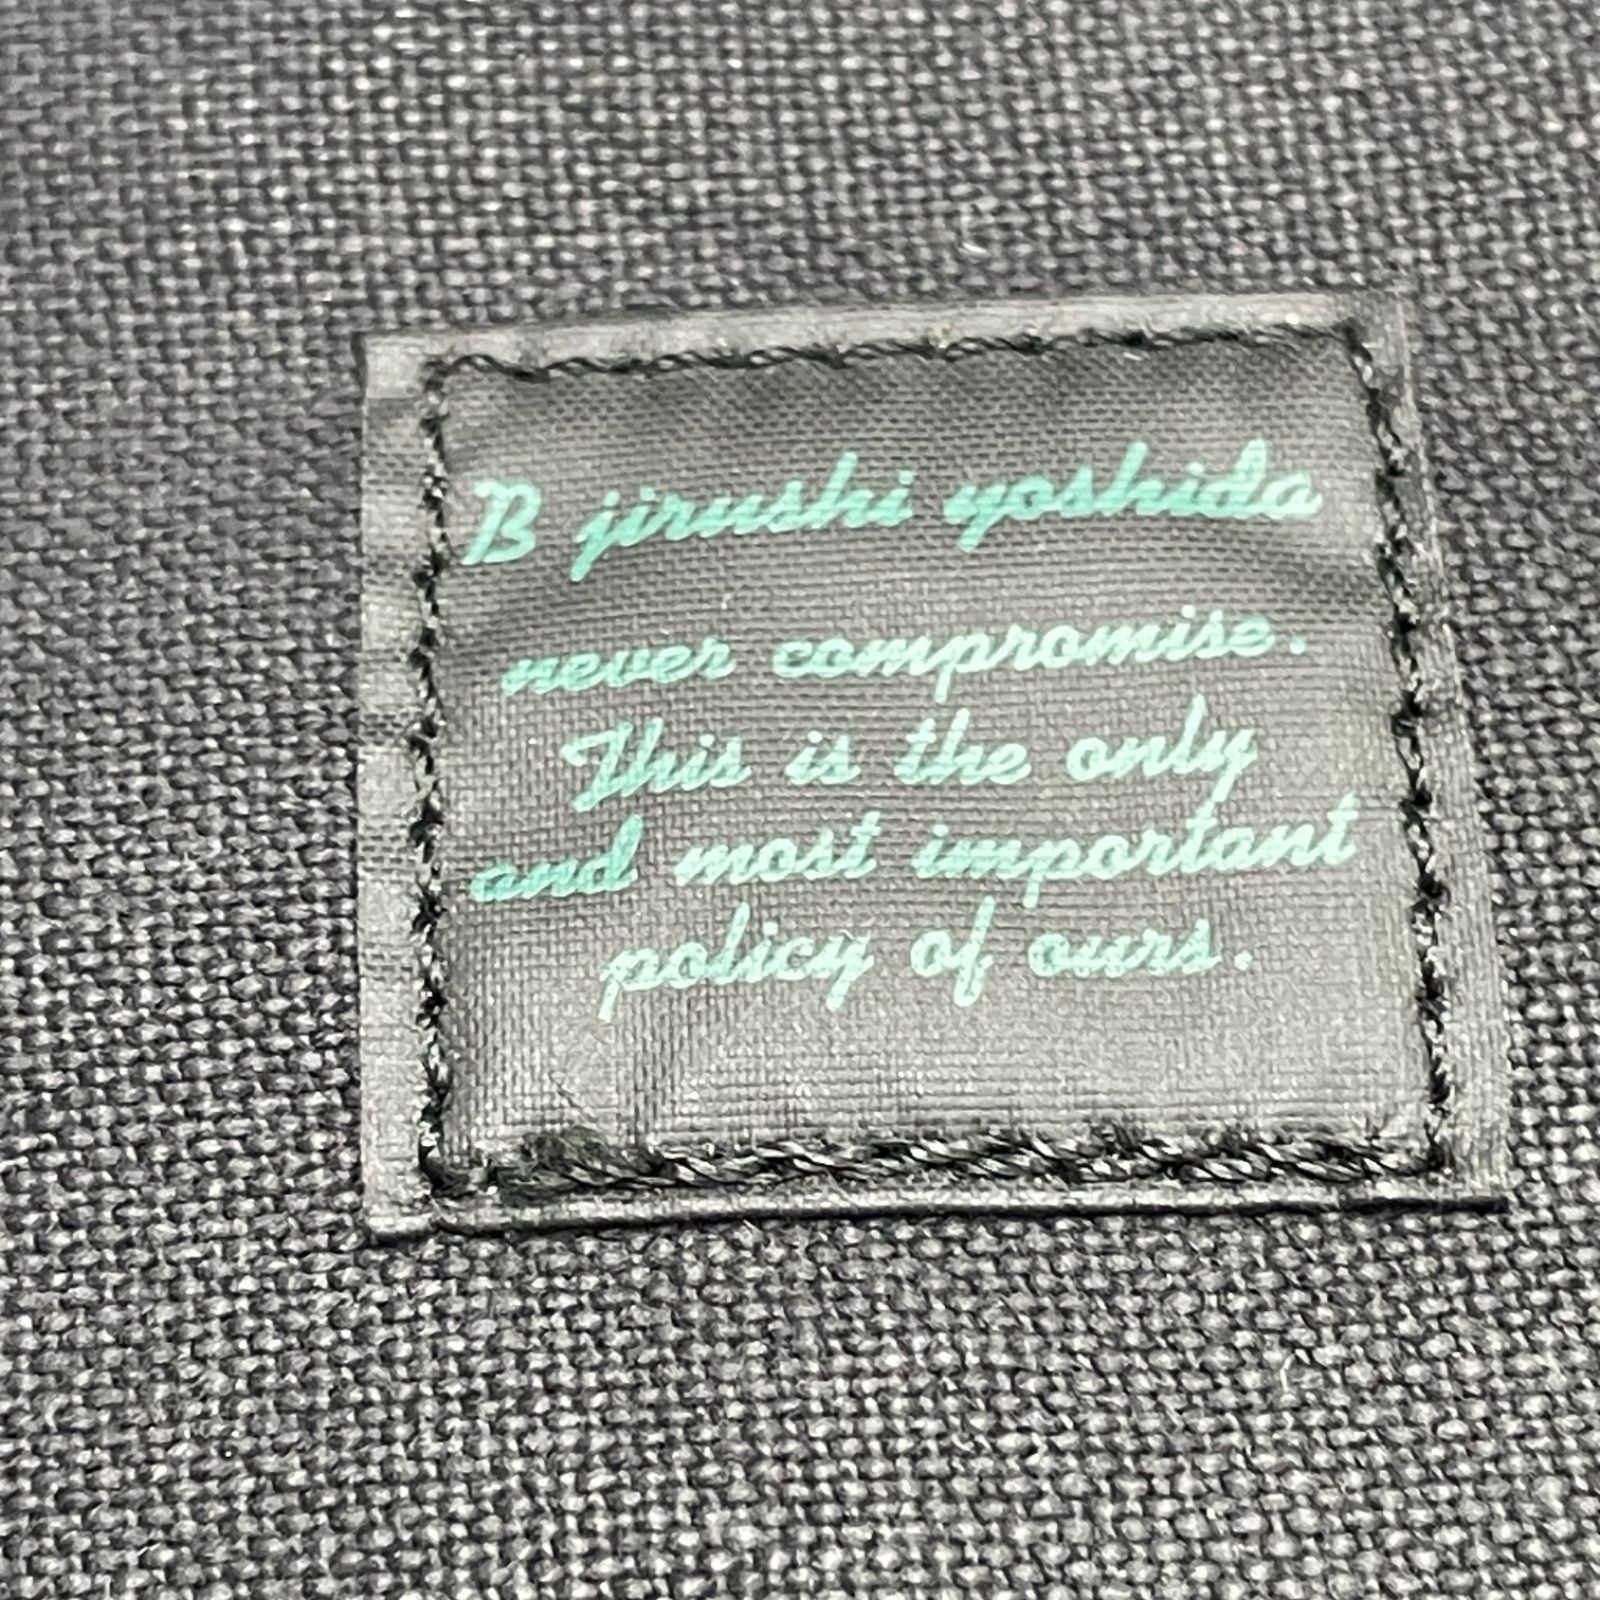 B jirushi yoshida
never compromise.
This is the only
and most important
policy of ours.